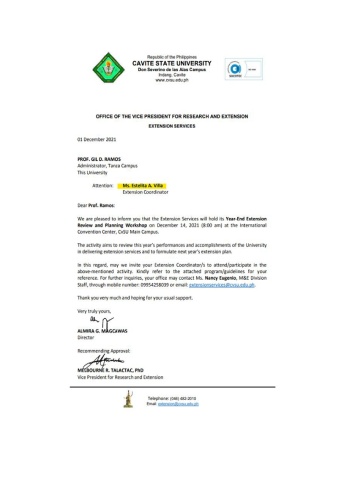 Republic of the Philippines
CAVITE STATE UNIVERSITY
Don Severino de las Alas Campus
Indang, Cavite
www.cvsu.edu.ph
OFFICE OF THE VICE PRESIDENT FOR RESEARCH AND EXTENSION
EXTENSION SERVICES
01 December 2021
PROF. GIL D. RAMOS
Administrator, Tanza Campus
This University
Attention: Ms. Estelita A. Villa
Extension Coordinator
Dear Prof. Ramos:
We are pleased to inform you that the Extension Services will hold its Year-End Extension
Review and Planning Workshop on December 14, 2021 (8:00 am) at the International
Convention Center, CvSU Main Campus.
The activity aims to review this year's performances and accomplishments of the University
in delivering extension services and to formulate next year's extension plan.
In this regard, may we invite your Extension Coordinator/s to attend/participate in the
above-mentioned activity. Kindly refer to the attached program/guidelines for your
reference. For further inquiries, your office may contact Ms. Nancy Eugenio, M&E Division
Staff, through mobile number: 09954258039 or email: extensionservices@cvsu.edu.ph.
Thank you very much and hoping for your usual support.
Very truly yours,
ALMIRA G. MAGCAWAS
Director
Recommending Approval:
MELBOURNE R. TALACTAC, PhD
Vice President for Research and Extension
Telephone: (046) 482-2010
Email: extension@cvsu.edu.ph